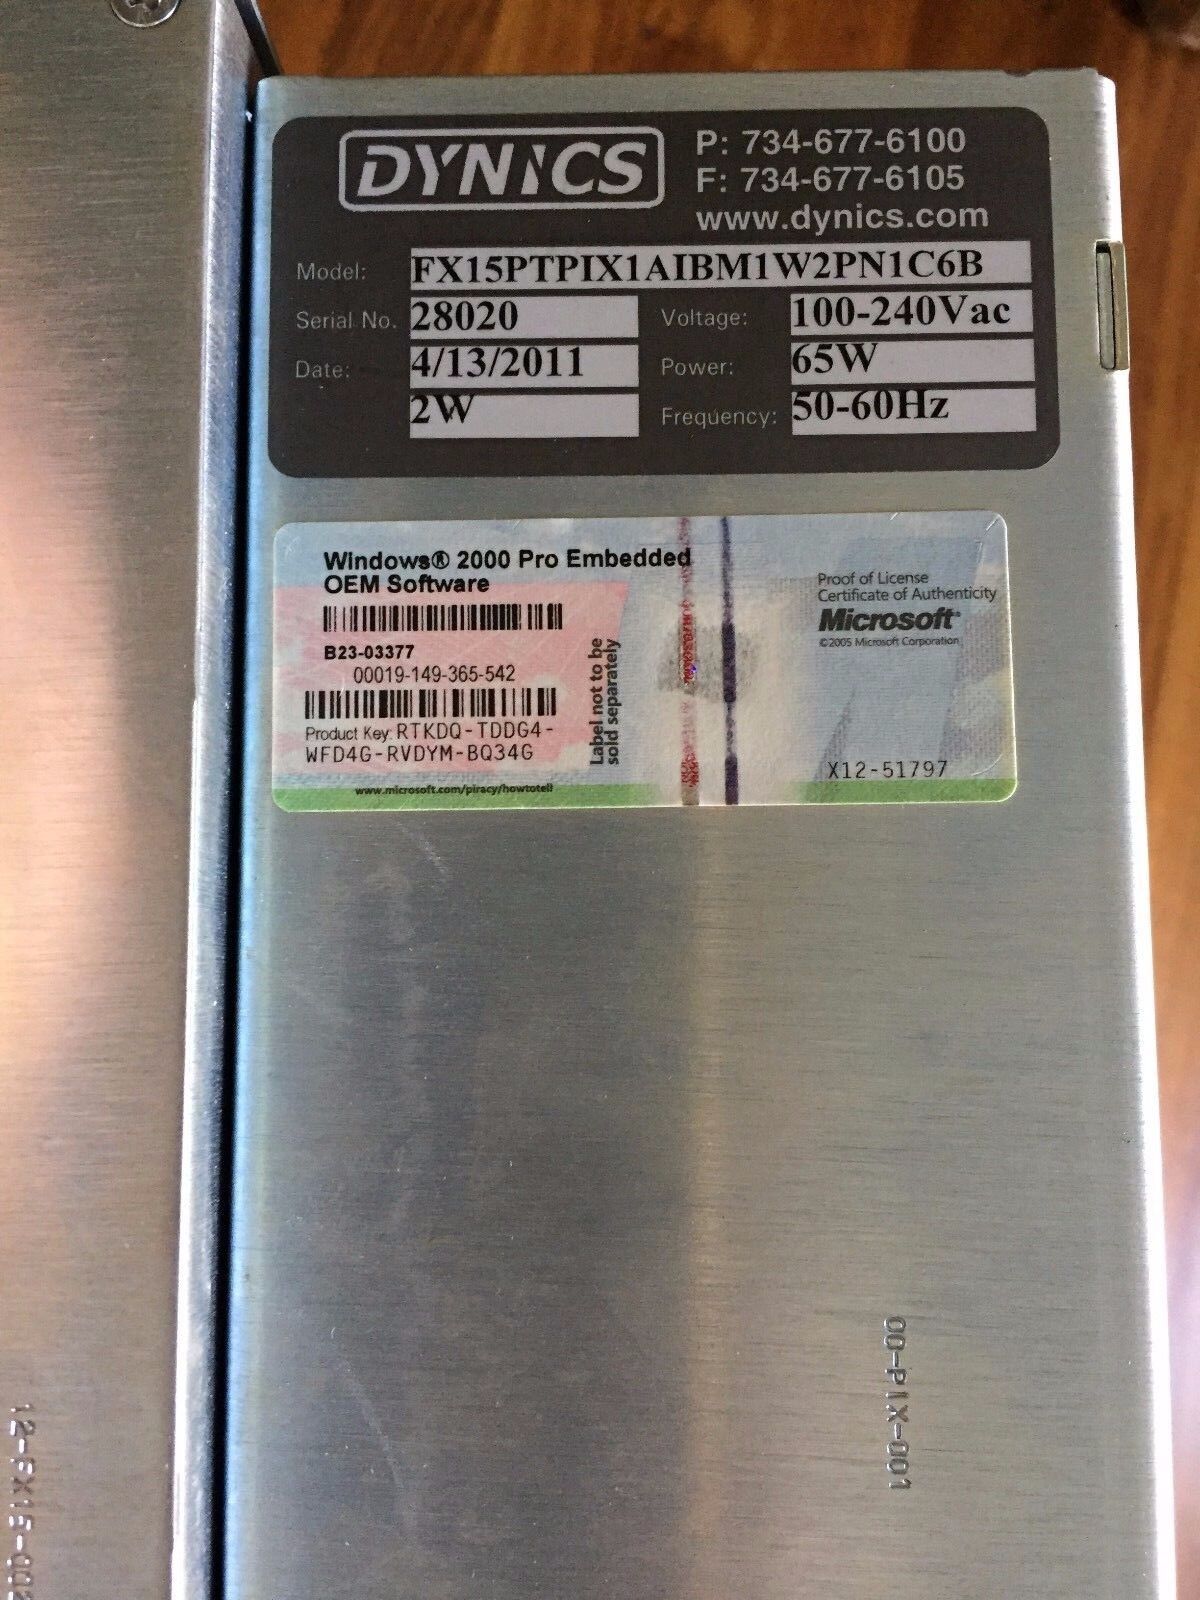 DYNICS
P: 734-677-6100
F: 734-677-6105
www.dynics.com
Model: FX15PTPIX1AIBM1W2PN1C6B
Serial No. 28020 Voltage: 100-240Vac
Date: 4/13/2011 Power: 65W
2W Frequency: 50-60Hz
Windows® 2000 Pro Embedded
OEM Software
B23-03377
00019-149-365-542
Product Key: RTKDQ-TDDG4-
WFD4G-RVDYM-BQ34G
www.microsoft.com/piracy/howtotell
Label not to be
sold separately
Proof of License
Certificate of Authenticity
Microsoft®
©2005 Microsoft Corporation
X12-51797
00-PIX-001
12-FX15-002